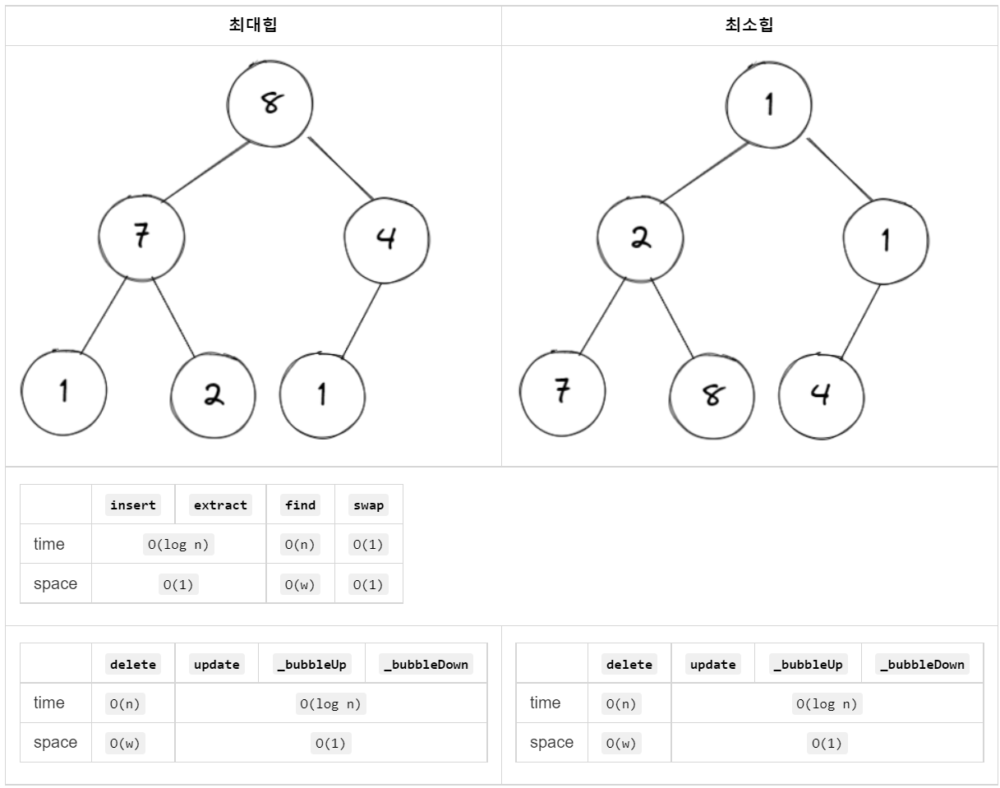 최대힙 최소힙
8 1
7 4 2 1
1 2 1 7 8 4
insert extract find swap
time O(log n) O(n) O(1)
space O(1) O(w) O(1)
delete update _bubbleUp _bubbleDown delete update _bubbleUp _bubbleDown
time O(n) O(log n) time O(n) O(log n)
space O(w) O(1) space O(w) O(1)